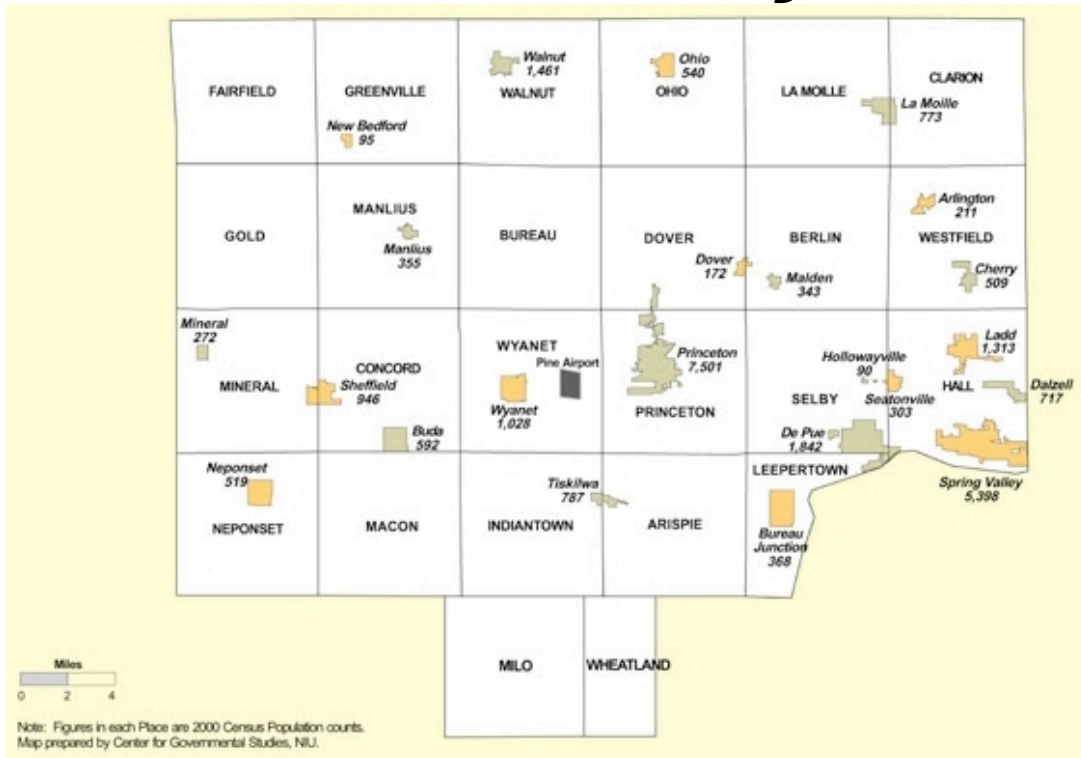 FAIRFIELD
GREENVILLE
New Bedford
95
Walnut
1,461
WALNUT
Ohio
540
OHIO
LA MOILLE
CLARION
La Moille
773
GOLD
MANLIUS
Manlius
355
BUREAU
DOVER
Dover
172
BERLIN
Malden
343
Arlington
211
WESTFIELD
Cherry
509
Mineral
272
MINERAL
CONCORD
Sheffield
946
Buda
592
WYANET
Pine Airport
Wyanet
1,028
Princeton
7,501
PRINCETON
Hollowayville
90
SELBY
Seatonville
303
De Pue
1,842
Ladd
1,313
HALL
Dalzell
717
Spring Valley
5,398
Neponset
519
NEPONSET
MACON
Tiskilwa
787
INDIANTOWN
ARISPIE
LEEPERTOWN
Bureau
Junction
368
MILO
WHEATLAND
Miles
0 2 4
Note: Figures in each Place are 2000 Census Population counts.
Map prepared by Center for Governmental Studies, NIU.